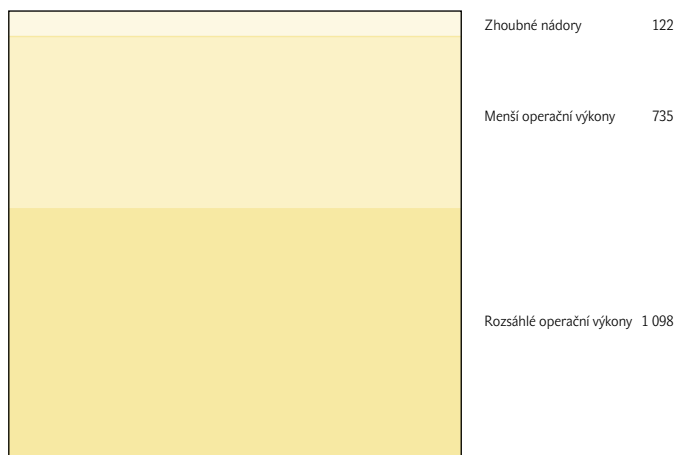 Zhoubné nádory 122
Menší operační výkony 735
Rozsáhlé operační výkony 1 098